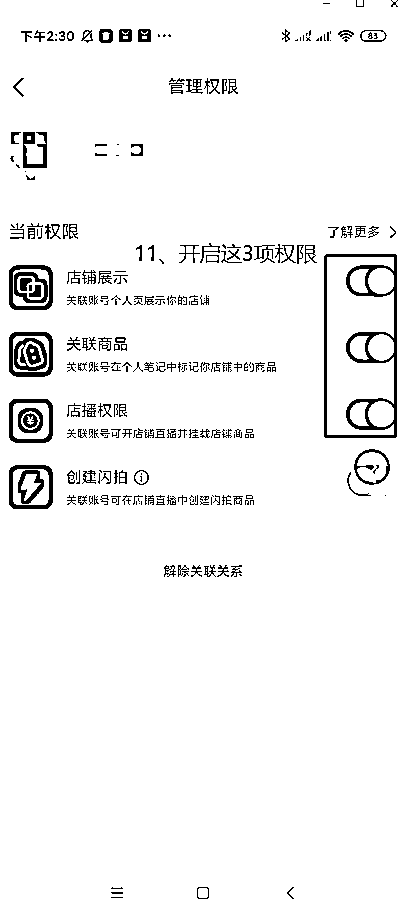 下午2:30
83
管理权限
当前权限
了解更多
11、开启这3项权限
店铺展示
关联账号个人页展示你的店铺
关联商品
关联账号在个人笔记中标记你店铺中的商品
店播权限
关联账号可开店铺直播并挂载店铺商品
创建闪拍
关联账号可在店铺直播中创建闪拍商品
解除关联关系